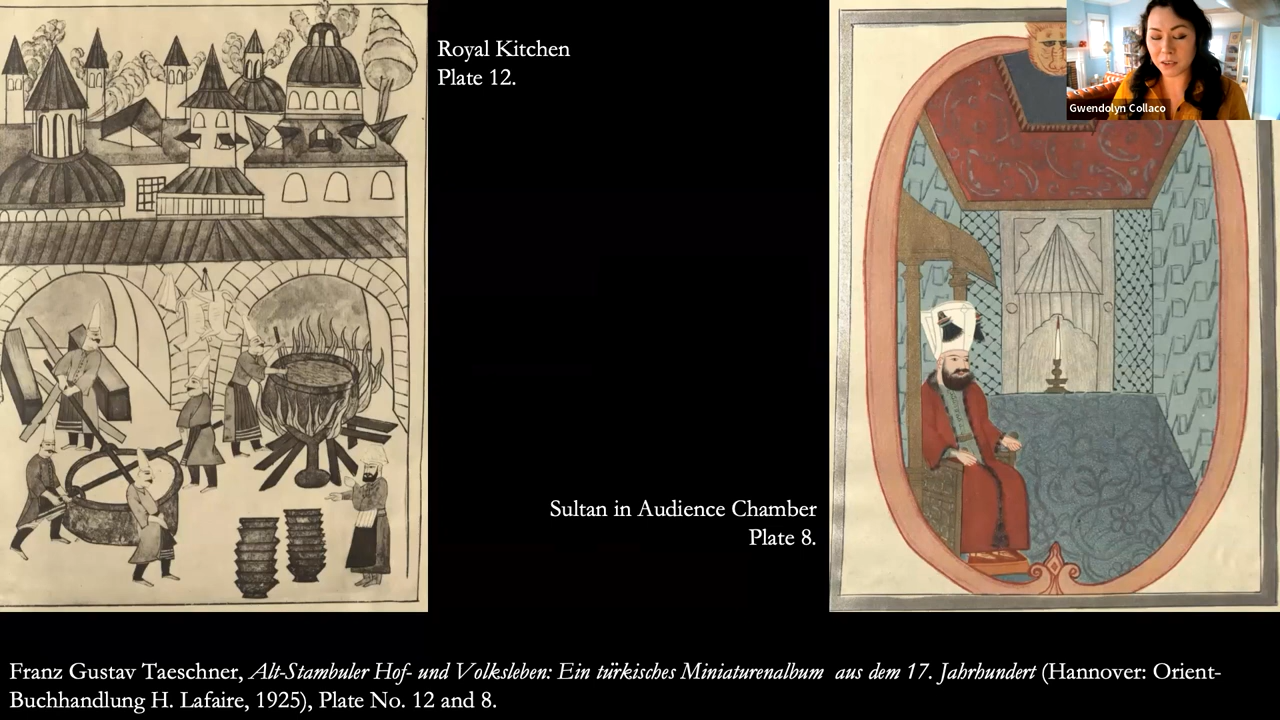 Royal Kitchen
Plate 12.
Gwendolyn Collaco
Sultan in Audience Chamber
Plate 8.
Franz Gustav Taeschner, Alt-Stambuler Hof- und Volksleben: Ein türkisches Miniaturenalbum aus dem 17. Jahrhundert (Hannover: Orient-
Buchhandlung H. Lafaire, 1925), Plate No. 12 and 8.